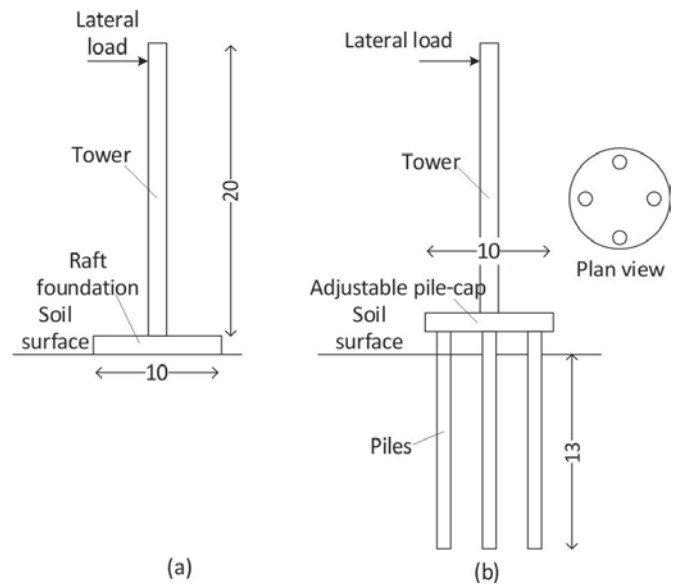 Lateral
load
Tower
20
Raft
foundation
Soil
surface
10
(a)
Lateral load
Tower
10
Plan view
Adjustable pile-cap
Soil
surface
Piles
13
(b)